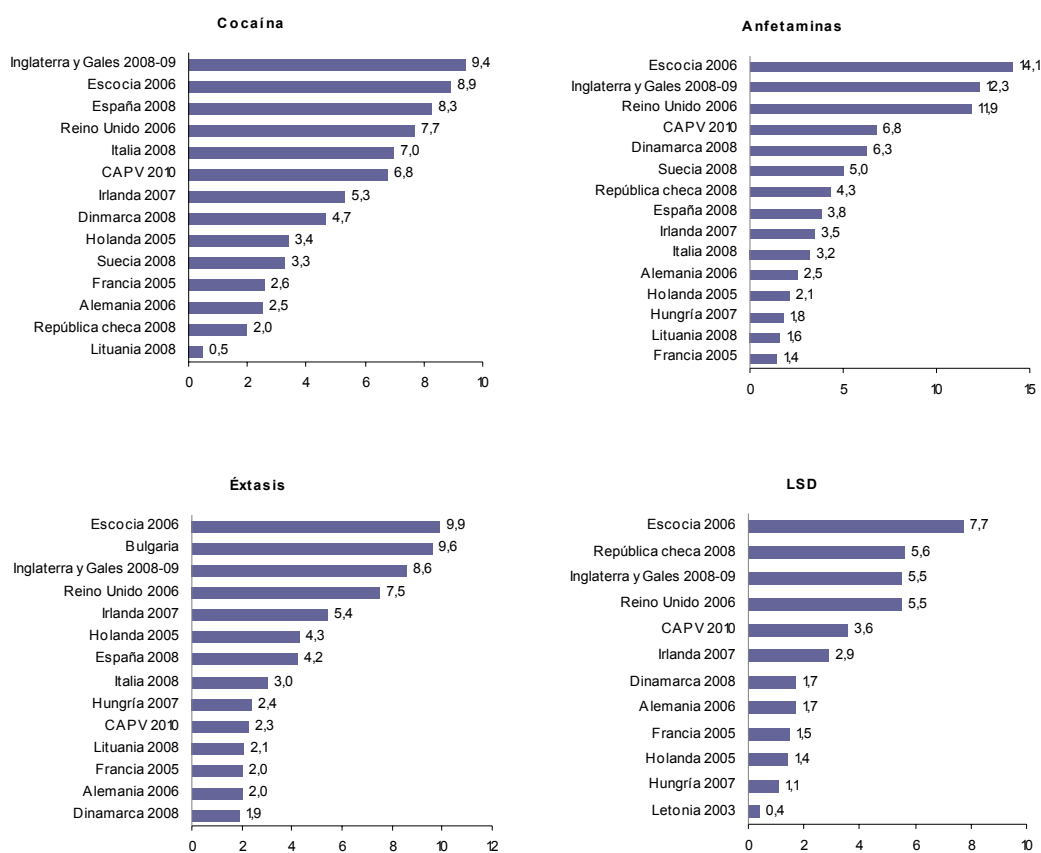 Cocaína
Inglaterra y Gales 2008-09 9,4
Escocia 2006 8,9
España 2008 8,3
Reino Unido 2006 7,7
Italia 2008 7,0
CAPV 2010 6,8
Irlanda 2007 5,3
Dinmarca 2008 4,7
Holanda 2005 3,4
Suecia 2008 3,3
Francia 2005 2,6
Alemania 2006 2,5
República checa 2008 2,0
Lituania 2008 0,5
0 2 4 6 8 10
Anfetaminas
Escocia 2006 14,1
Inglaterra y Gales 2008-09 12,3
Reino Unido 2006 11,9
CAPV 2010 6,8
Dinamarca 2008 6,3
Suecia 2008 5,0
República checa 2008 4,3
España 2008 3,8
Irlanda 2007 3,5
Italia 2008 3,2
Alemania 2006 2,5
Holanda 2005 2,1
Hungría 2007 1,8
Lituania 2008 1,6
Francia 2005 1,4
0 5 10 15
Éxtasis
Escocia 2006 9,9
Bulgaria 9,6
Inglaterra y Gales 2008-09 8,6
Reino Unido 2006 7,5
Irlanda 2007 5,4
Holanda 2005 4,3
España 2008 4,2
Italia 2008 3,0
Hungría 2007 2,4
CAPV 2010 2,3
Lituania 2008 2,1
Francia 2005 2,0
Alemania 2006 2,0
Dinamarca 2008 1,9
0 2 4 6 8 10 12
LSD
Escocia 2006 7,7
República checa 2008 5,6
Inglaterra y Gales 2008-09 5,5
Reino Unido 2006 5,5
CAPV 2010 3,6
Irlanda 2007 2,9
Dinamarca 2008 1,7
Alemania 2006 1,7
Francia 2005 1,5
Holanda 2005 1,4
Hungría 2007 1,1
Letonia 2003 0,4
0 2 4 6 8 10